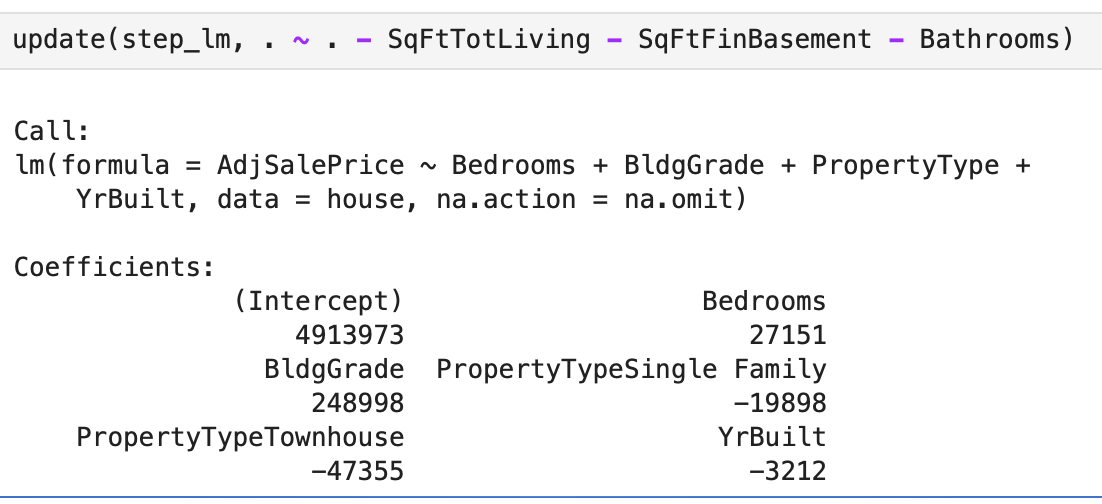 update(step_lm, . ~ . - SqFtTotLiving - SqFtFinBasement - Bathrooms)
Call:
lm(formula = AdjSalePrice ~ Bedrooms + BldgGrade + PropertyType +
    YrBuilt, data = house, na.action = na.omit)
Coefficients:
              (Intercept)                   Bedrooms
                  4913973                      27151
                BldgGrade  PropertyTypeSingle Family
                   248998                     -19898
    PropertyTypeTownhouse                    YrBuilt
                   -47355                      -3212